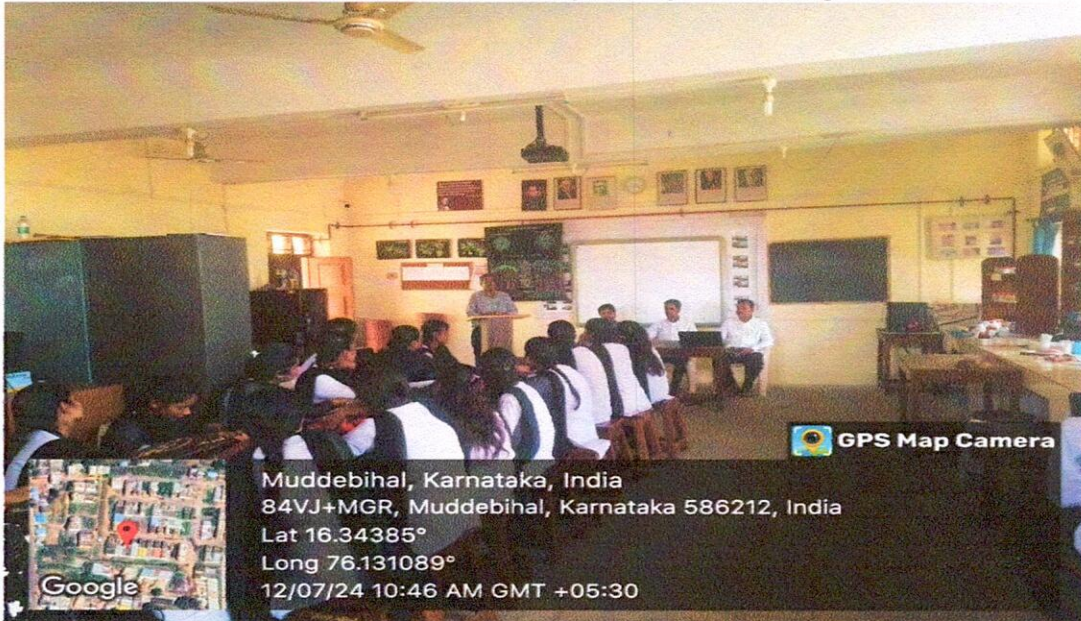 GPS Map Camera
Muddebihal, Karnataka, India
84VJ+MGR, Muddebihal, Karnataka 586212, India
Lat 16.34385°
Long 76.131089°
12/07/24 10:46 AM GMT +05:30
Google